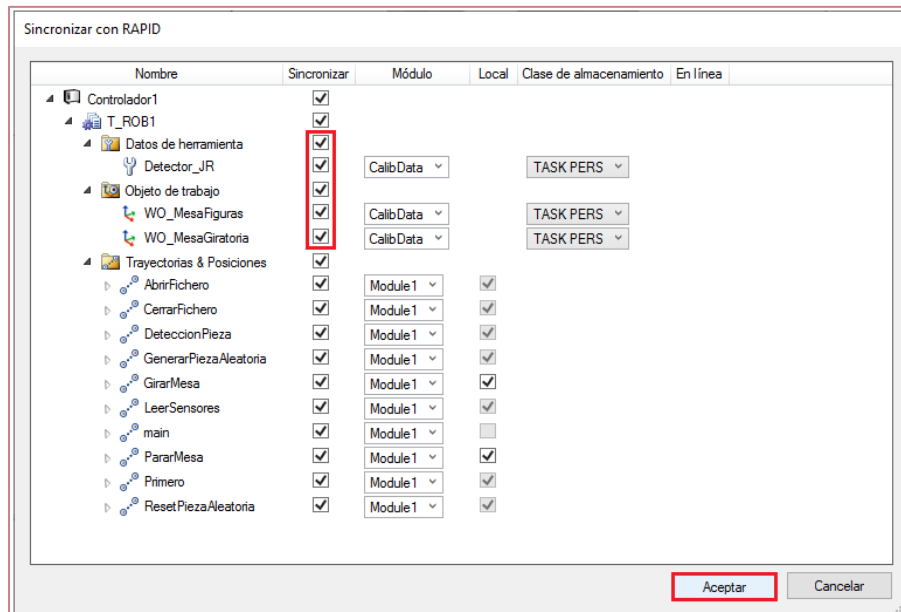 Sincronizar con RAPID
Nombre Sincronizar Módulo Local Clase de almacenamiento En línea
Controlador1
T_ROB1
Datos de herramienta
Detector_JR CalibData TASK PERS
Objeto de trabajo
WO_MesaFiguras CalibData TASK PERS
WO_MesaGiratoria CalibData TASK PERS
Trayectorias & Posiciones
AbrirFichero Module1
CerrarFichero Module1
DeteccionPieza Module1
GenerarPiezaAleatoria Module1
GirarMesa Module1
LeerSensores Module1
main Module1
PararMesa Module1
Primero Module1
ResetPiezaAleatoria Module1
Aceptar Cancelar